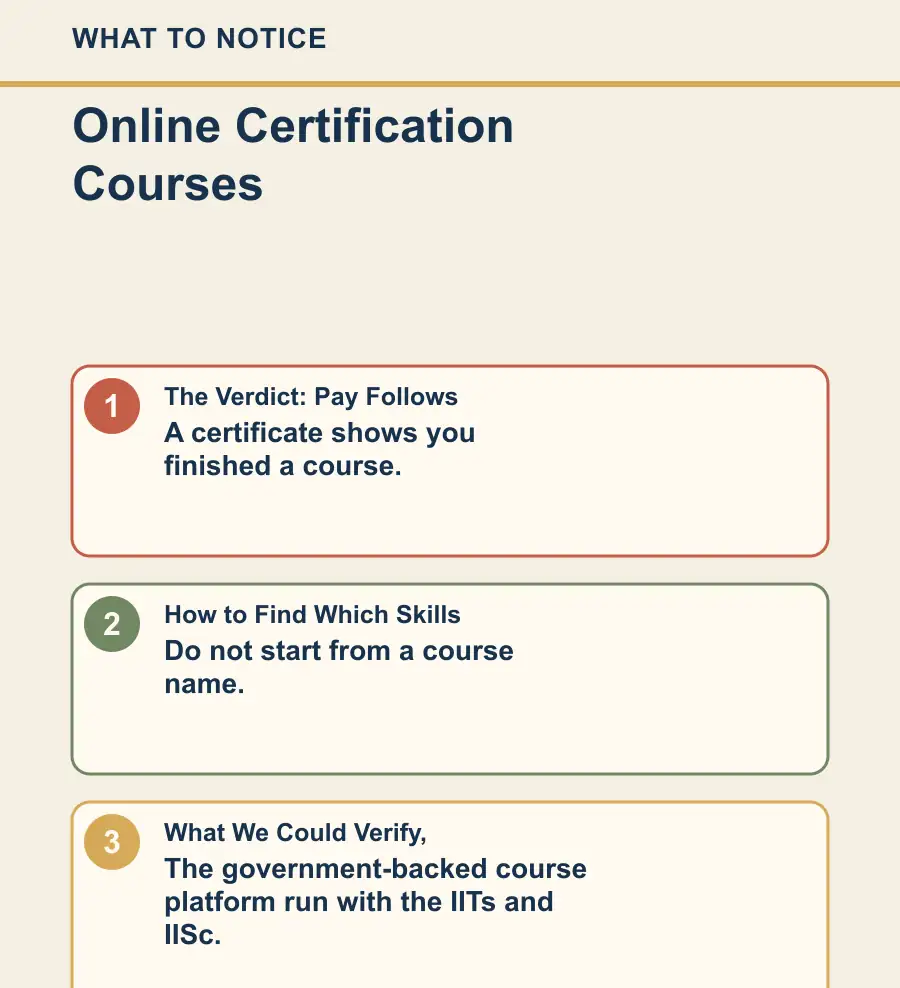 WHAT TO NOTICE
Online Certification
Courses
1
The Verdict: Pay Follows
A certificate shows you
finished a course.
2
How to Find Which Skills
Do not start from a course
name.
3
What We Could Verify,
The government-backed course
platform run with the IITs and
IISc.